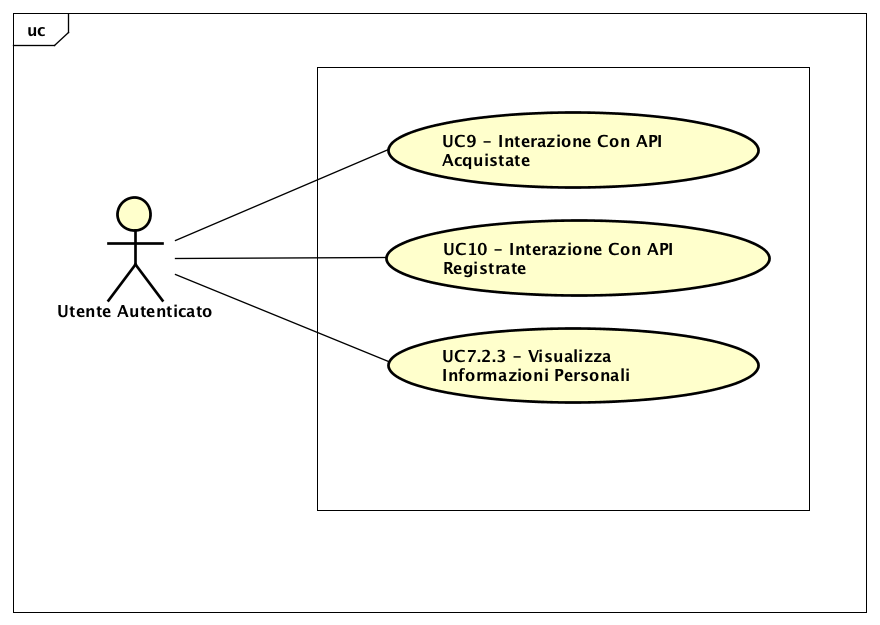 uc
UC9 – Interazione Con API
Acquistate
UC10 – Interazione Con API
Registrate
Utente Autenticato
UC7.2.3 – Visualizza
Informazioni Personali